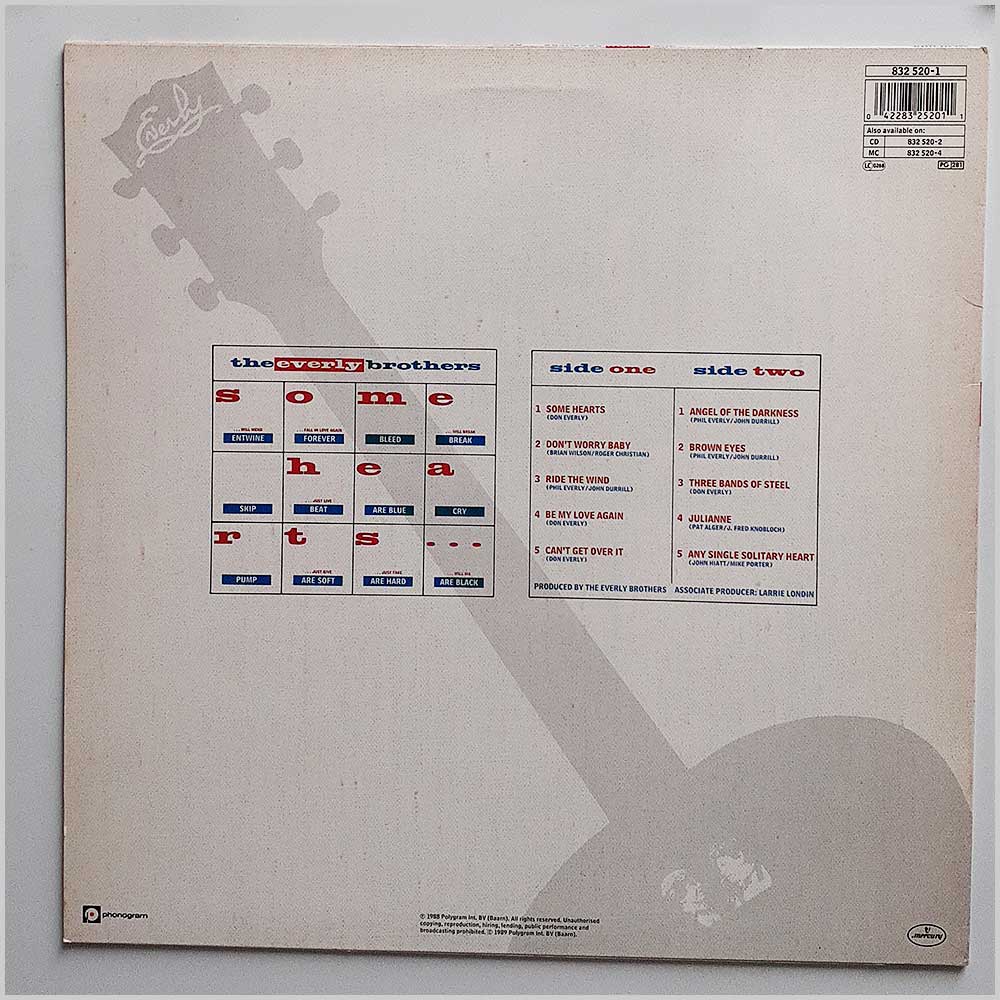 Everly
832 520-1
0 42283 25201 1
Also available on:
CD 832 520-2
MC 832 520-4
LC 0268
PG 281
the everly brothers
s o m e
...WILL MEND ...FALL IN LOVE AGAIN ...WILL BREAK
ENTWINE FOREVER BLEED BREAK
h e a
...JUST LIVE
SKIP BEAT ARE BLUE CRY
r t s ...
...JUST GIVE ...JUST TAKE ...WILL BE
PUMP ARE SOFT ARE HARD ARE BLACK
side one
1 SOME HEARTS
(DON EVERLY)
2 DON'T WORRY BABY
(BRIAN WILSON/ROGER CHRISTIAN)
3 RIDE THE WIND
(PHIL EVERLY/JOHN DURRILL)
4 BE MY LOVE AGAIN
(DON EVERLY)
5 CAN'T GET OVER IT
(DON EVERLY)
side two
1 ANGEL OF THE DARKNESS
(PHIL EVERLY/JOHN DURRILL)
2 BROWN EYES
(PHIL EVERLY/JOHN DURRILL)
3 THREE BANDS OF STEEL
(DON EVERLY)
4 JULIANNE
(PAT ALGER/J. FRED KNOBLOCH)
5 ANY SINGLE SOLITARY HEART
(JOHN HIATT/MIKE PORTER)
PRODUCED BY THE EVERLY BROTHERS ASSOCIATE PRODUCER: LARRIE LONDIN
phonogram
℗ 1988 Polygram Int. BV (Baarn). All rights reserved. Unauthorised
copying, reproduction, hiring, lending, public performance and
broadcasting prohibited. © 1989 Polygram Int. BV (Baarn).
mercury